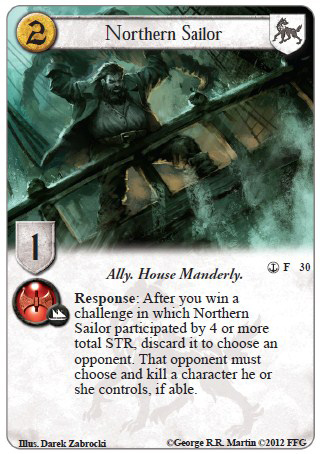 2
Northern Sailor
1
Ally. House Manderly.
F 30
Response: After you win a
challenge in which Northern
Sailor participated by 4 or more
total STR, discard it to choose an
opponent. That opponent must
choose and kill a character he or
she controls, if able.
Illus. Darek Zabrocki
©George R.R. Martin ©2012 FFG